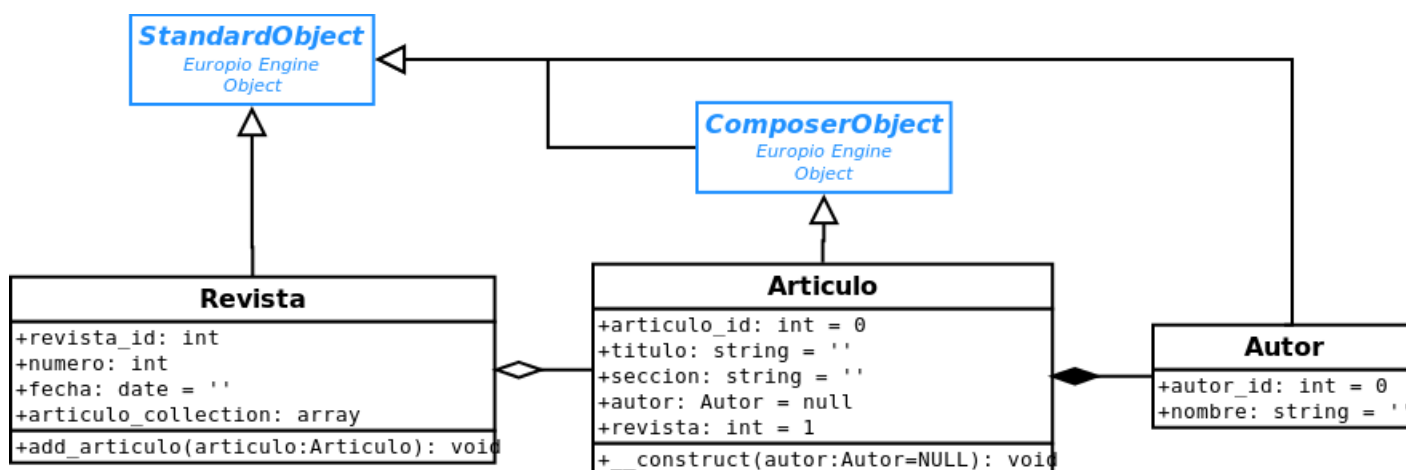 StandardObject
Europio Engine
Object
ComposerObject
Europio Engine
Object
Revista
+revista_id: int
+numero: int
+fecha: date = ''
+articulo_collection: array
+add_articulo(articulo:Articulo): void
Articulo
+articulo_id: int = 0
+titulo: string = ''
+seccion: string = ''
+autor: Autor = null
+revista: int = 1
+__construct(autor:Autor=NULL): void
Autor
+autor_id: int = 0
+nombre: string = ''